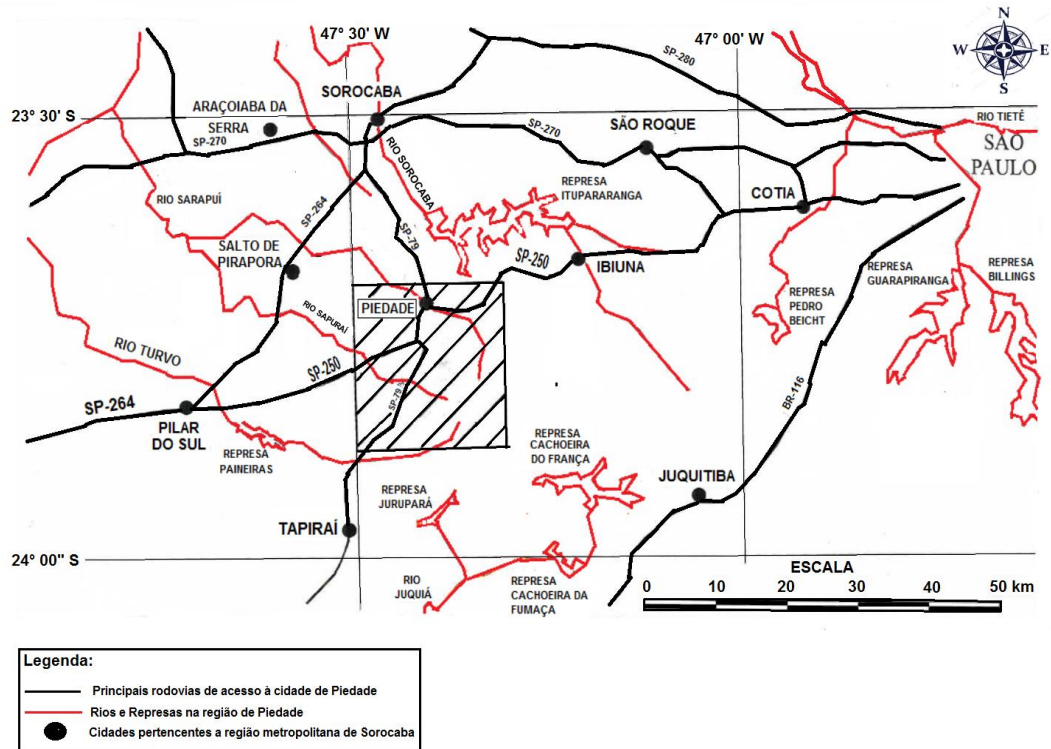 N
W
E
S
47° 30' W
47° 00' W
SP-280
SOROCABA
ARAÇOIABA DA
SERRA
23° 30' S
SP-270
SP-270
SÃO ROQUE
RIO TIETÊ
SÃO
PAULO
RIO SOROCABA
REPRESA
ITUPARARANGA
COTIA
RIO SARAPUÍ
SP-264
SP-79
SALTO DE
PIRAPORA
SP-250
IBIUNA
REPRESA
GUARAPIRANGA
REPRESA
BILLINGS
REPRESA
PEDRO
BEICHT
PIEDADE
RIO SAPURAÍ
RIO TURVO
SP-250
SP-79
BR-116
SP-264
PILAR
DO SUL
REPRESA
PAINEIRAS
REPRESA
CACHOEIRA
DO FRANÇA
REPRESA
JURUPARÁ
JUQUITIBA
TAPIRAÍ
24° 00'' S
RIO
JUQUIÁ
REPRESA
CACHOEIRA DA
FUMAÇA
ESCALA
0 10 20 30 40 50 km
Legenda:
Principais rodovias de acesso à cidade de Piedade
Rios e Represas na região de Piedade
Cidades pertencentes a região metropolitana de Sorocaba